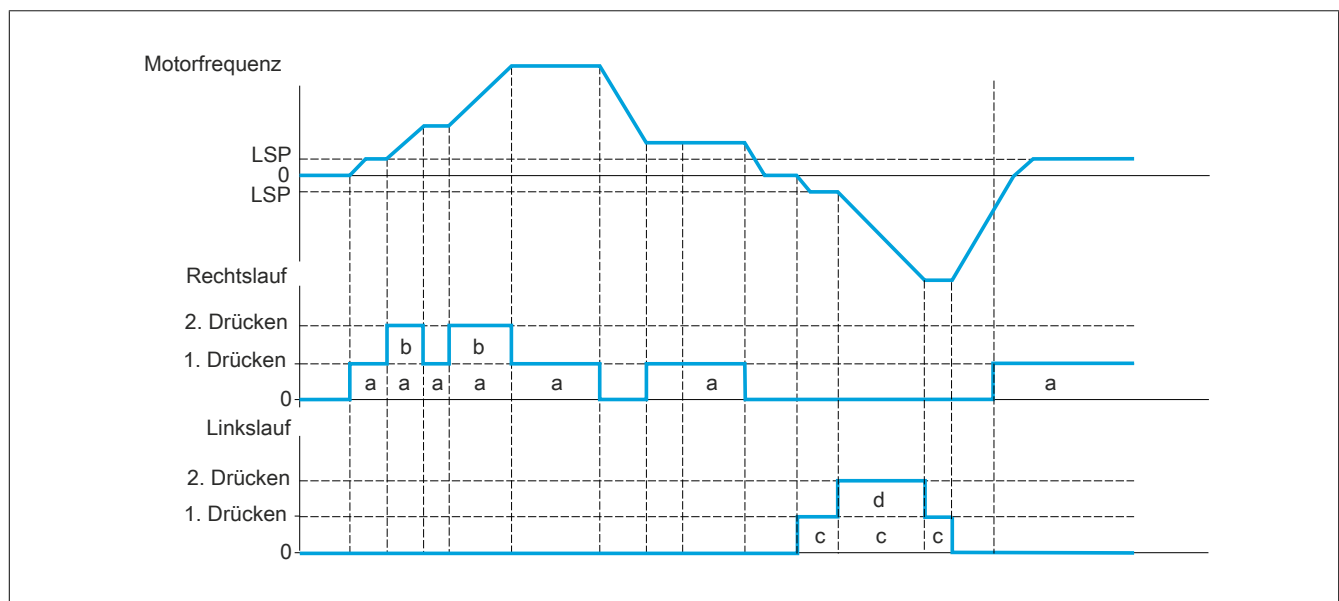 Motorfrequenz
LSP
0
LSP
Rechtslauf
2. Drücken
b b
1. Drücken
a a a a a a a
0
Linkslauf
2. Drücken
d
1. Drücken
c c c
0